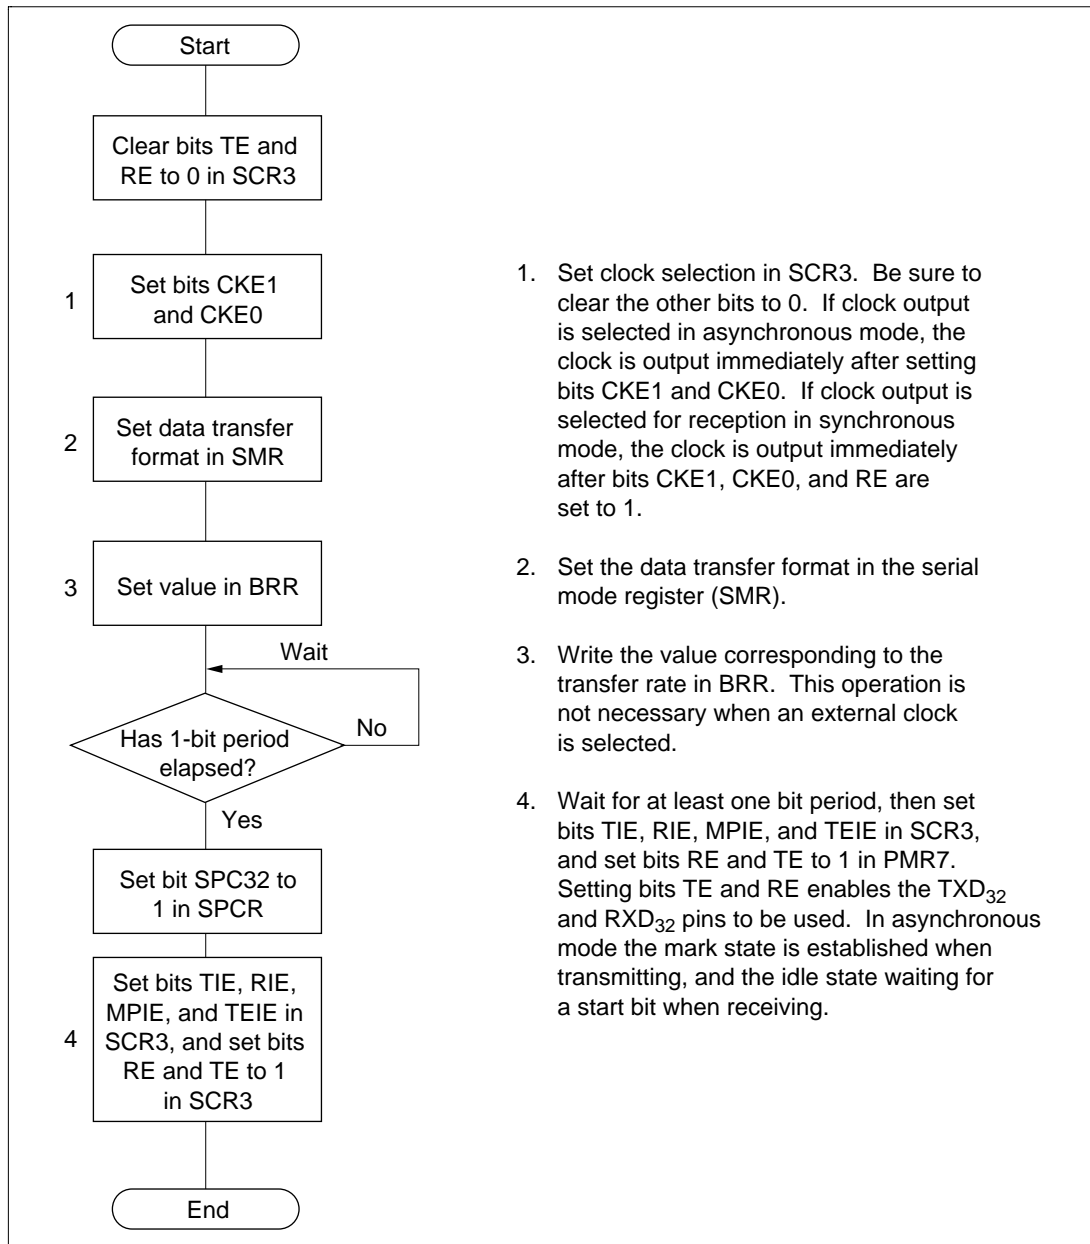 Start
Clear bits TE and
RE to 0 in SCR3
1
Set bits CKE1
and CKE0
2
Set data transfer
format in SMR
3
Set value in BRR
Wait
Has 1-bit period
elapsed?
No
Yes
Set bit SPC32 to
1 in SPCR
4
Set bits TIE, RIE,
MPIE, and TEIE in
SCR3, and set bits
RE and TE to 1
in SCR3
End
1. Set clock selection in SCR3. Be sure to
clear the other bits to 0. If clock output
is selected in asynchronous mode, the
clock is output immediately after setting
bits CKE1 and CKE0. If clock output is
selected for reception in synchronous
mode, the clock is output immediately
after bits CKE1, CKE0, and RE are
set to 1.
2. Set the data transfer format in the serial
mode register (SMR).
3. Write the value corresponding to the
transfer rate in BRR. This operation is
not necessary when an external clock
is selected.
4. Wait for at least one bit period, then set
bits TIE, RIE, MPIE, and TEIE in SCR3,
and set bits RE and TE to 1 in PMR7.
Setting bits TE and RE enables the TXD32
and RXD32 pins to be used. In asynchronous
mode the mark state is established when
transmitting, and the idle state waiting for
a start bit when receiving.